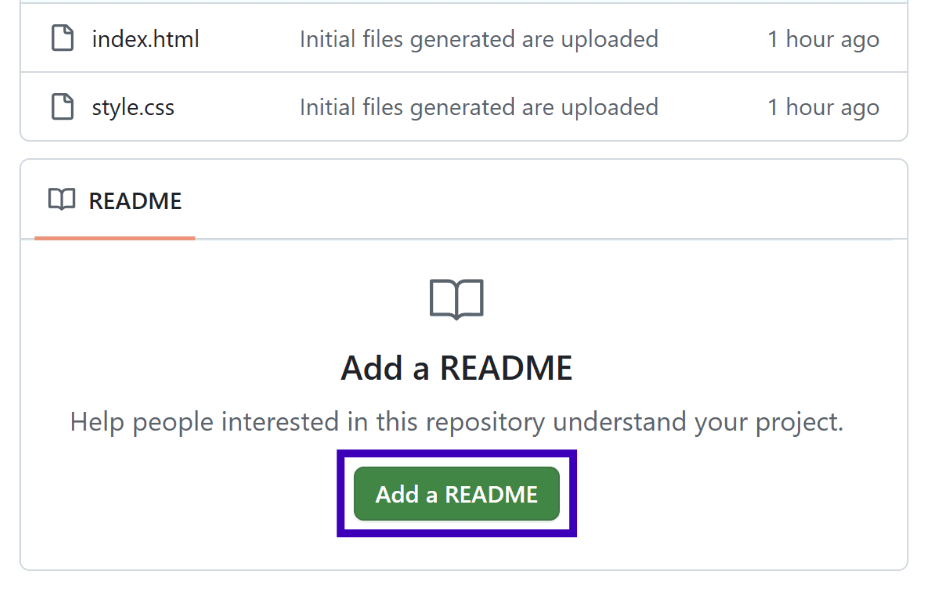 index.html Initial files generated are uploaded 1 hour ago
style.css Initial files generated are uploaded 1 hour ago
README
Add a README
Help people interested in this repository understand your project.
Add a README